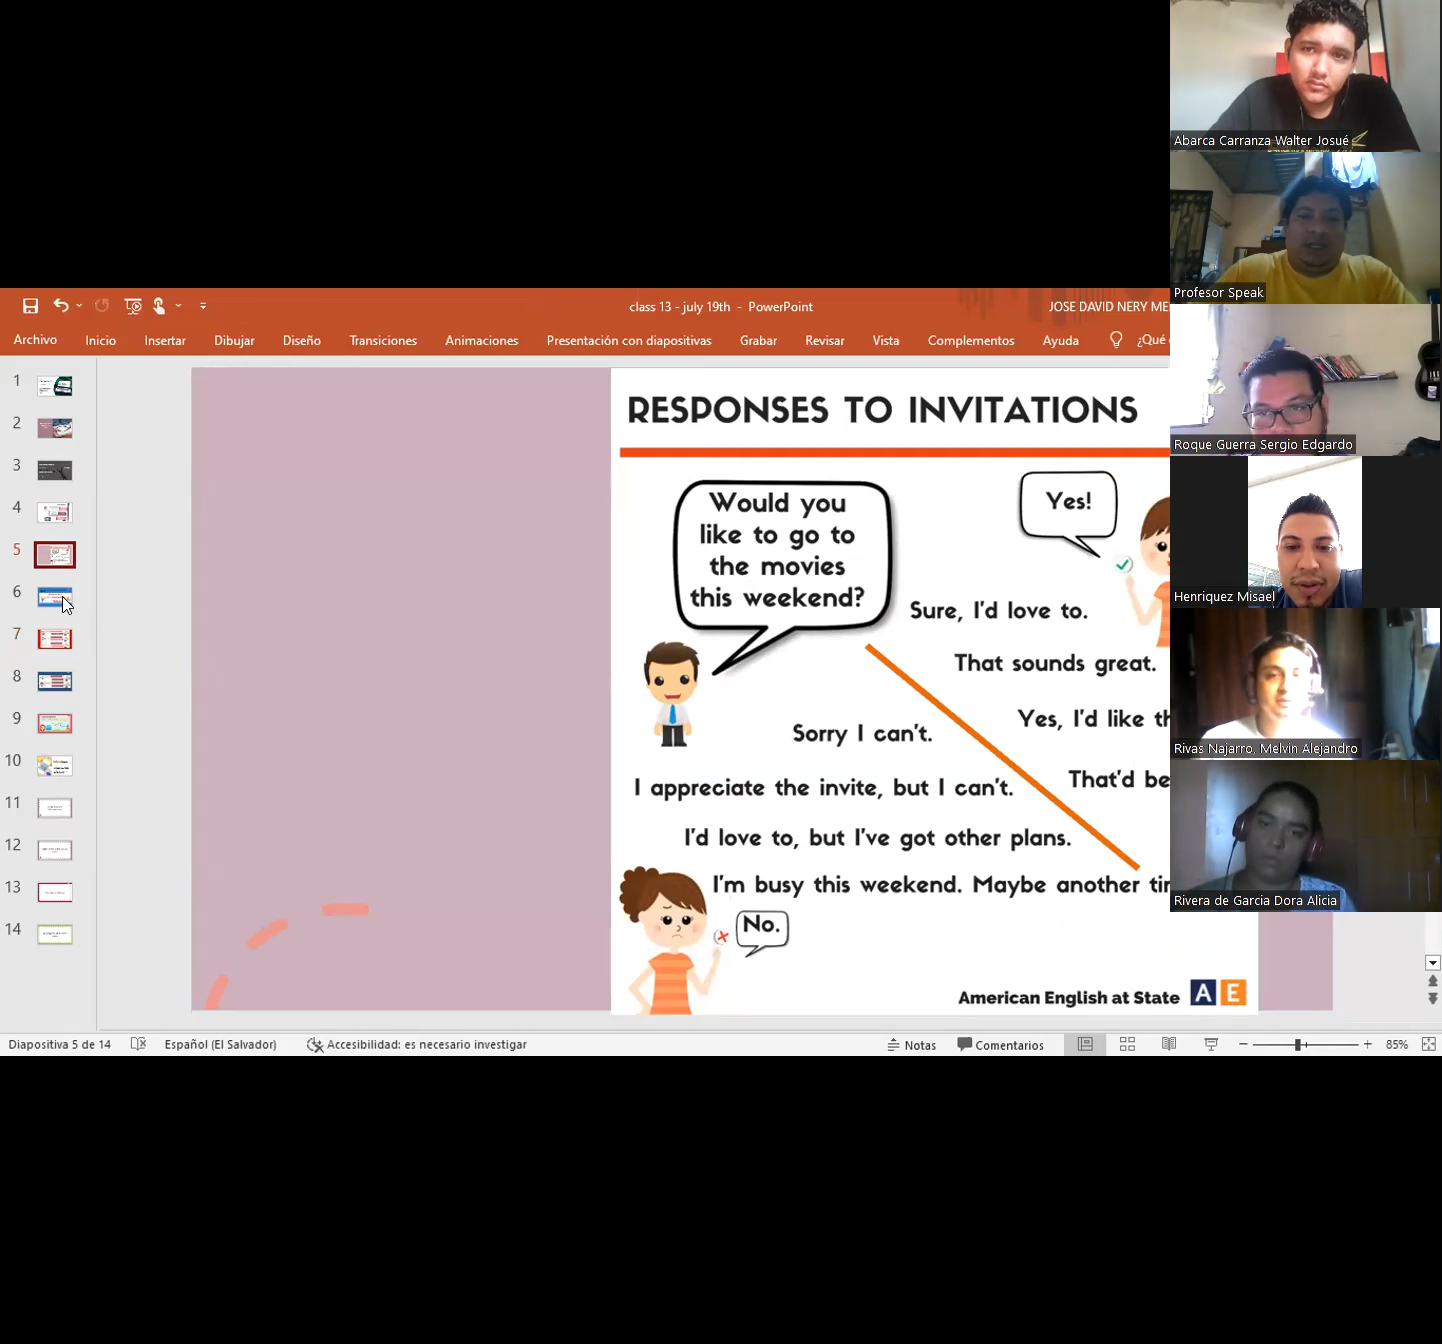 class 13 - july 19th - PowerPoint
JOSE DAVID NERY ME
Archivo
Inicio
Insertar
Dibujar
Diseño
Transiciones
Animaciones
Presentación con diapositivas
Grabar
Revisar
Vista
Complementos
Ayuda
¿Qué
1
2
3
4
5
6
7
8
9
10
11
12
13
14
RESPONSES TO INVITATIONS
Would you
like to go to
the movies
this weekend?
Yes!
Sure, I'd love to.
That sounds great.
Yes, I'd like th
That'd be
Sorry I can't.
I appreciate the invite, but I can't.
I'd love to, but I've got other plans.
I'm busy this weekend. Maybe another tim
No.
American English at State AE
Abarca Carranza Walter Josué
Profesor Speak
Roque Guerra Sergio Edgardo
Henriquez Misael
Rivas Najarro, Melvin Alejandro
Rivera de Garcia Dora Alicia
Diapositiva 5 de 14
Español (El Salvador)
Accesibilidad: es necesario investigar
Notas
Comentarios
85%